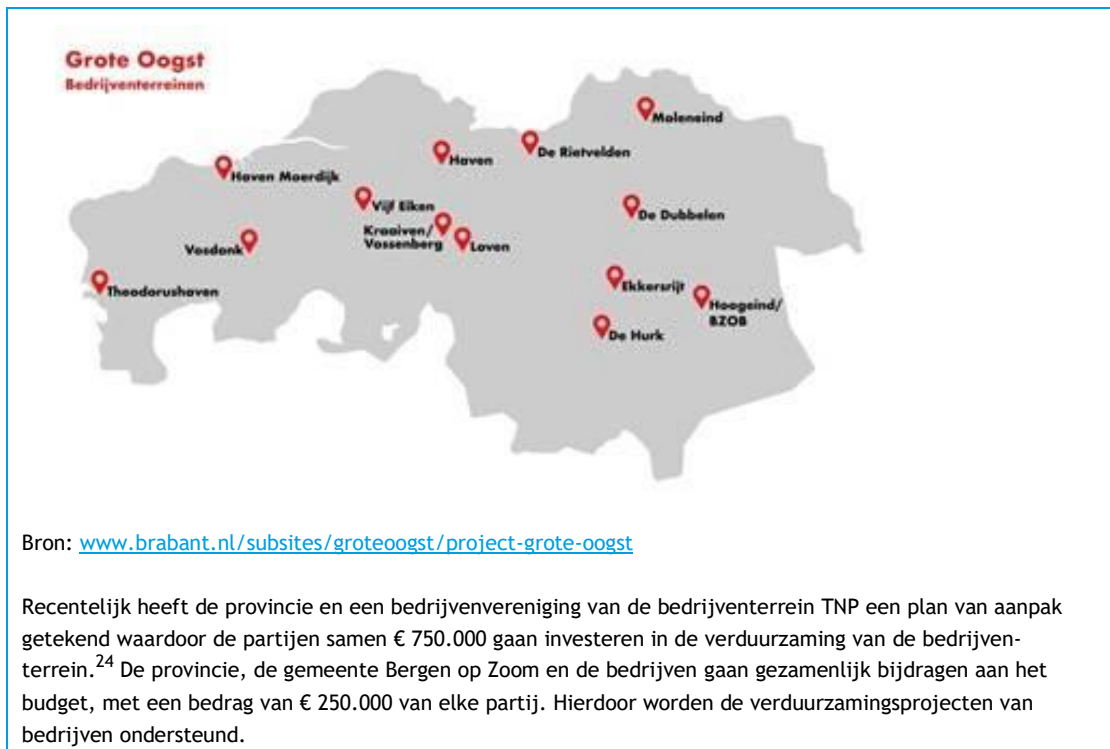 Grote Oogst
Bedrijventerreinen
Moleneind
De Rietvelden
Haven
Haven Moerdijk
Vijf Eiken
De Dubbelen
Kraaiven/
Vossenberg
Loven
Vosdonk
Ekkersrijt
Theodorushaven
Hoogeind/
BZOB
De Hurk
Bron: www.brabant.nl/subsites/groteoogst/project-grote-oogst
Recentelijk heeft de provincie en een bedrijvenvereniging van de bedrijventerrein TNP een plan van aanpak
getekend waardoor de partijen samen € 750.000 gaan investeren in de verduurzaming van de bedrijven-
terrein.24 De provincie, de gemeente Bergen op Zoom en de bedrijven gaan gezamenlijk bijdragen aan het
budget, met een bedrag van € 250.000 van elke partij. Hierdoor worden de verduurzamingsprojecten van
bedrijven ondersteund.